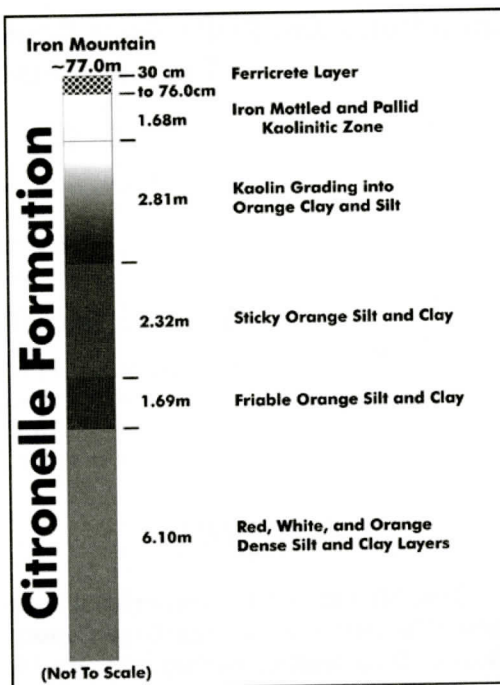 Iron Mountain
~77.0m
30 cm
to 76.0cm
Ferricrete Layer
1.68m
Iron Mottled and Pallid
Kaolinitic Zone
2.81m
Kaolin Grading into
Orange Clay and Silt
2.32m
Sticky Orange Silt and Clay
1.69m
Friable Orange Silt and Clay
6.10m
Red, White, and Orange
Dense Silt and Clay Layers
Citronelle Formation
(Not To Scale)